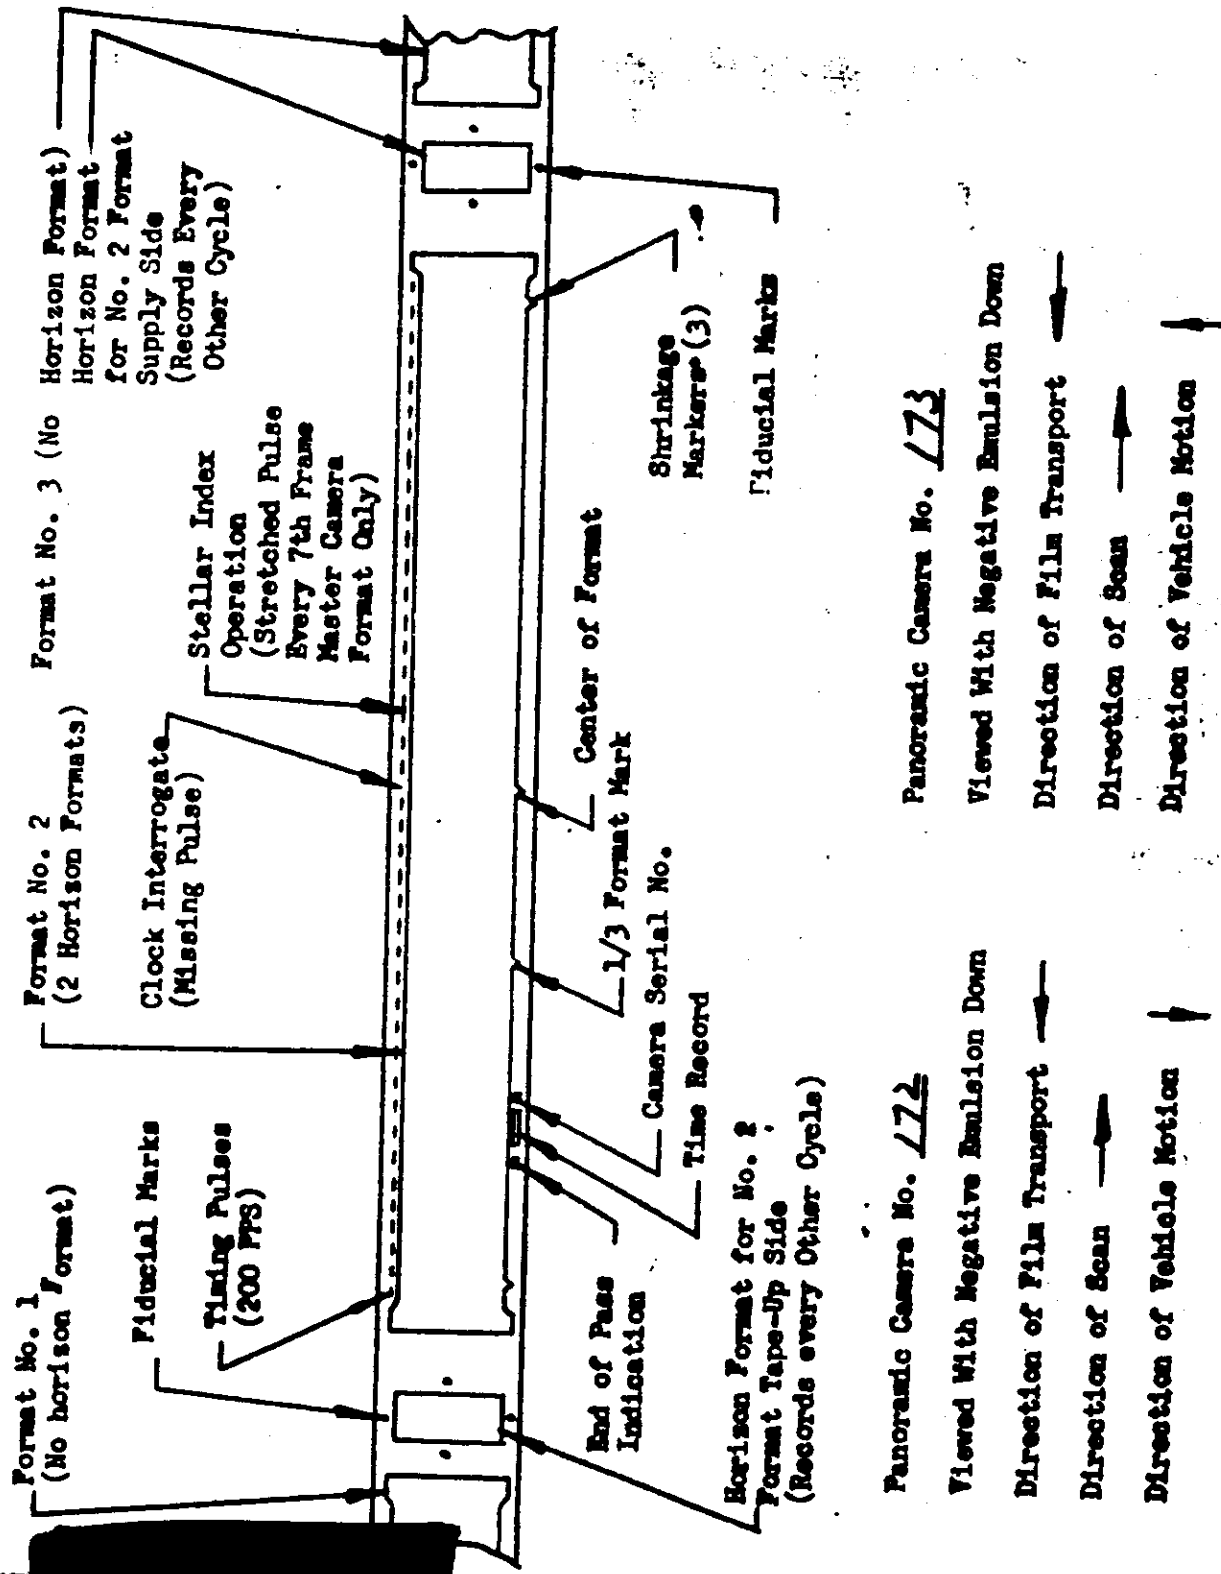 Format No. 1
(No horizon Format)
Format No. 2
(2 Horizon Formats)
Format No. 3 (No Horizon Format)
Horizon Format
for No. 2 Format
Supply Side
(Records Every
Other Cycle)
Fiducial Marks
Timing Pulses
(200 PPS)
Clock Interrogate
(Missing Pulse)
Stellar Index
Operation
(Stretched Pulse
Every 7th Frame
Master Camera
Format Only)
End of Pass
Indication
Horizon Format for No. 2
Format Tape-Up Side
(Records every Other Cycle)
Time Record
Camera Serial No.
1/3 Format Mark
Center of Format
Shrinkage
Markers (3)
Fiducial Marks
Panoramic Camera No. 172
Viewed With Negative Emulsion Down
Direction of Film Transport
Direction of Scan
Direction of Vehicle Motion
Panoramic Camera No. 173
Viewed With Negative Emulsion Down
Direction of Film Transport
Direction of Scan
Direction of Vehicle Motion